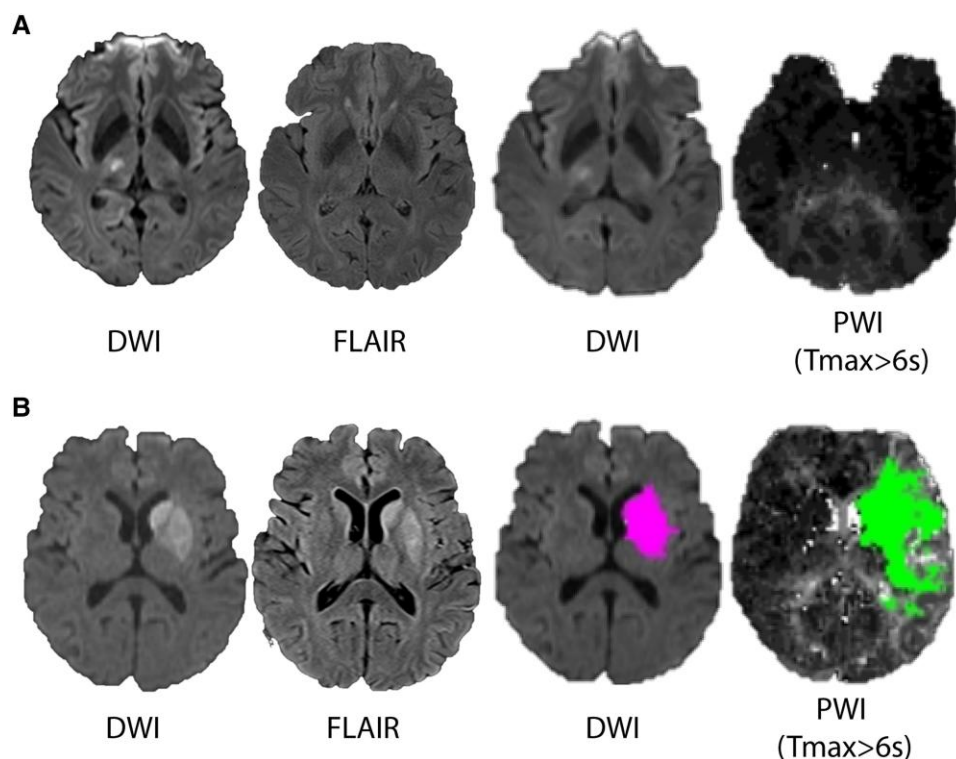 A
DWI
FLAIR
DWI
PWI
(Tmax>6s)
B
DWI
FLAIR
DWI
PWI
(Tmax>6s)